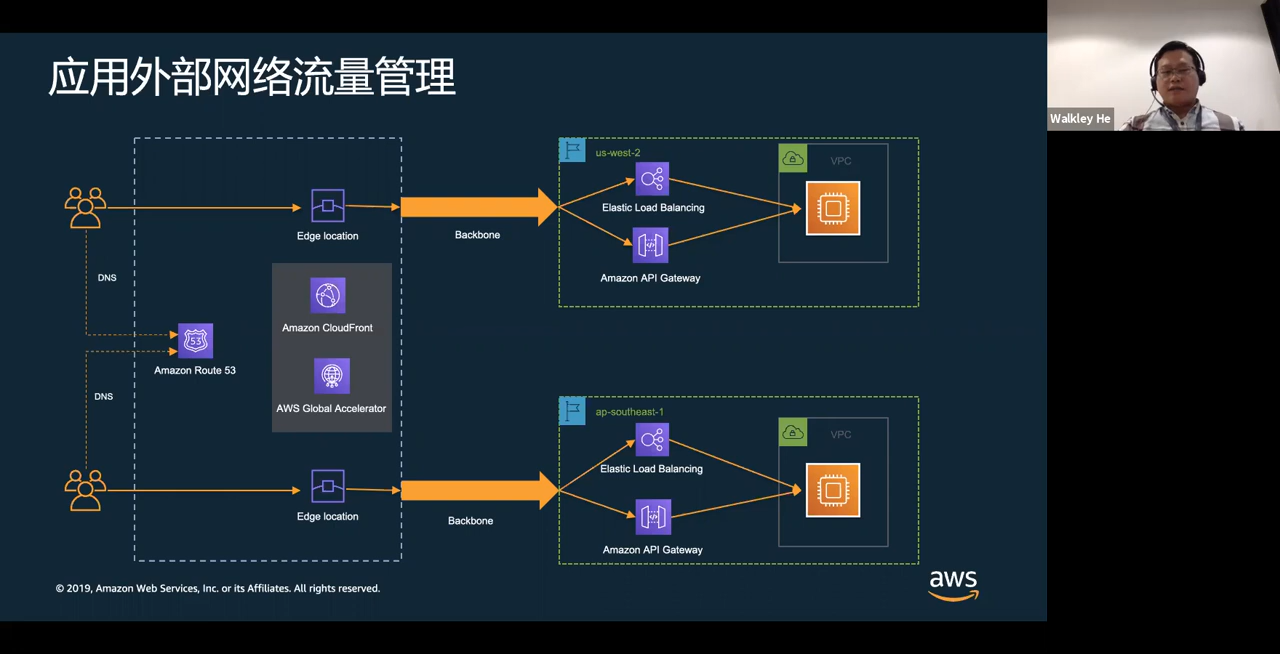 应用外部网络流量管理
Walkley He
us-west-2
VPC
Elastic Load Balancing
Edge location
Backbone
Amazon API Gateway
DNS
Amazon CloudFront
53
Amazon Route 53
DNS
AWS Global Accelerator
ap-southeast-1
VPC
Elastic Load Balancing
Edge location
Backbone
Amazon API Gateway
© 2019, Amazon Web Services, Inc. or its Affiliates. All rights reserved.
aws